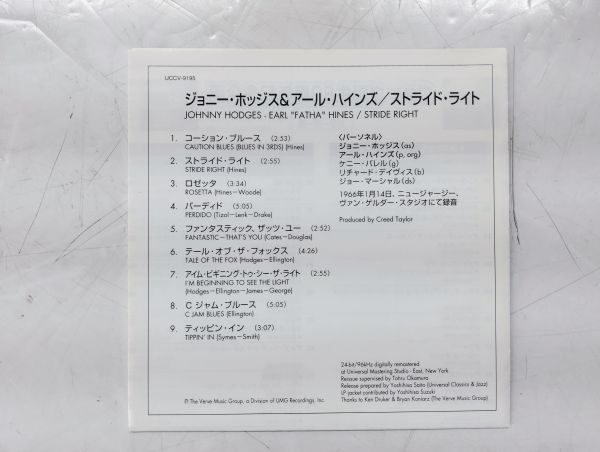 UCCV-9195
ジョニー・ホッジス&アール・ハインズ／ストライド・ライト
JOHNNY HODGES - EARL "FATHA" HINES / STRIDE RIGHT
1. コーション・ブルース (2:53)
CAUTION BLUES (BLUES IN 3RDS) (Hines)
2. ストライド・ライト (2:55)
STRIDE RIGHT (Hines)
3. ロゼッタ (3:34)
ROSETTA (Hines−Woode)
4. パーディド (5:05)
PERDIDO (Tizol−Lenk−Drake)
5. ファンタスティック、ザッツ・ユー (2:52)
FANTASTIC−THAT'S YOU (Cates−Douglas)
6. テール・オブ・ザ・フォックス (4:26)
TALE OF THE FOX (Hodges−Ellington)
7. アイム・ビギニング・トゥ・シー・ザ・ライト (2:55)
I'M BEGINNING TO SEE THE LIGHT
(Hodges−Ellington−James−George)
8. C ジャム・ブルース (5:05)
C JAM BLUES (Ellington)
9. ティッピン・イン (3:07)
TIPPIN' IN (Symes−Smith)
〈パーソネル〉
ジョニー・ホッジス(as)
アール・ハインズ(p, org)
ケニー・バレル(g)
リチャード・デイヴィス(b)
ジョー・マーシャル(ds)
1966年1月14日、ニュージャージー、
ヴァン・ゲルダー・スタジオにて録音
Produced by Creed Taylor
24-bit/96kHz digitally remastered
at Universal Mastering Studio - East, New York
Reissue supervised by Tohru Okamura
Release prepared by Yoshihisa Saito (Universal Classics & Jazz)
LP jacket contributed by Yoshihisa Suzuki
Thanks to Ken Druker & Bryan Koniarz (The Verve Music Group)
℗ The Verve Music Group, a Division of UMG Recordings, Inc.